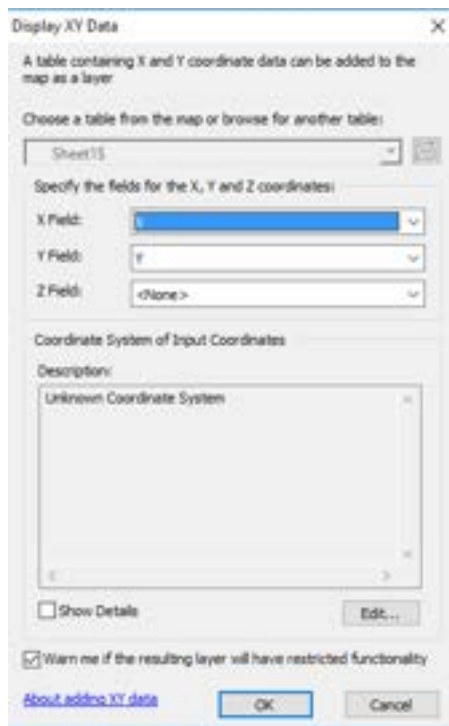 Display XY Data
A table containing X and Y coordinate data can be added to the
map as a layer
Choose a table from the map or browse for another table:
Sheet1$
Specify the fields for the X, Y and Z coordinates:
X Field:
Y Field: Y
Z Field: <None>
Coordinate System of Input Coordinates
Description:
Unknown Coordinate System
Show Details
Edit...
Warn me if the resulting layer will have restricted functionality
About adding XY data
OK
Cancel